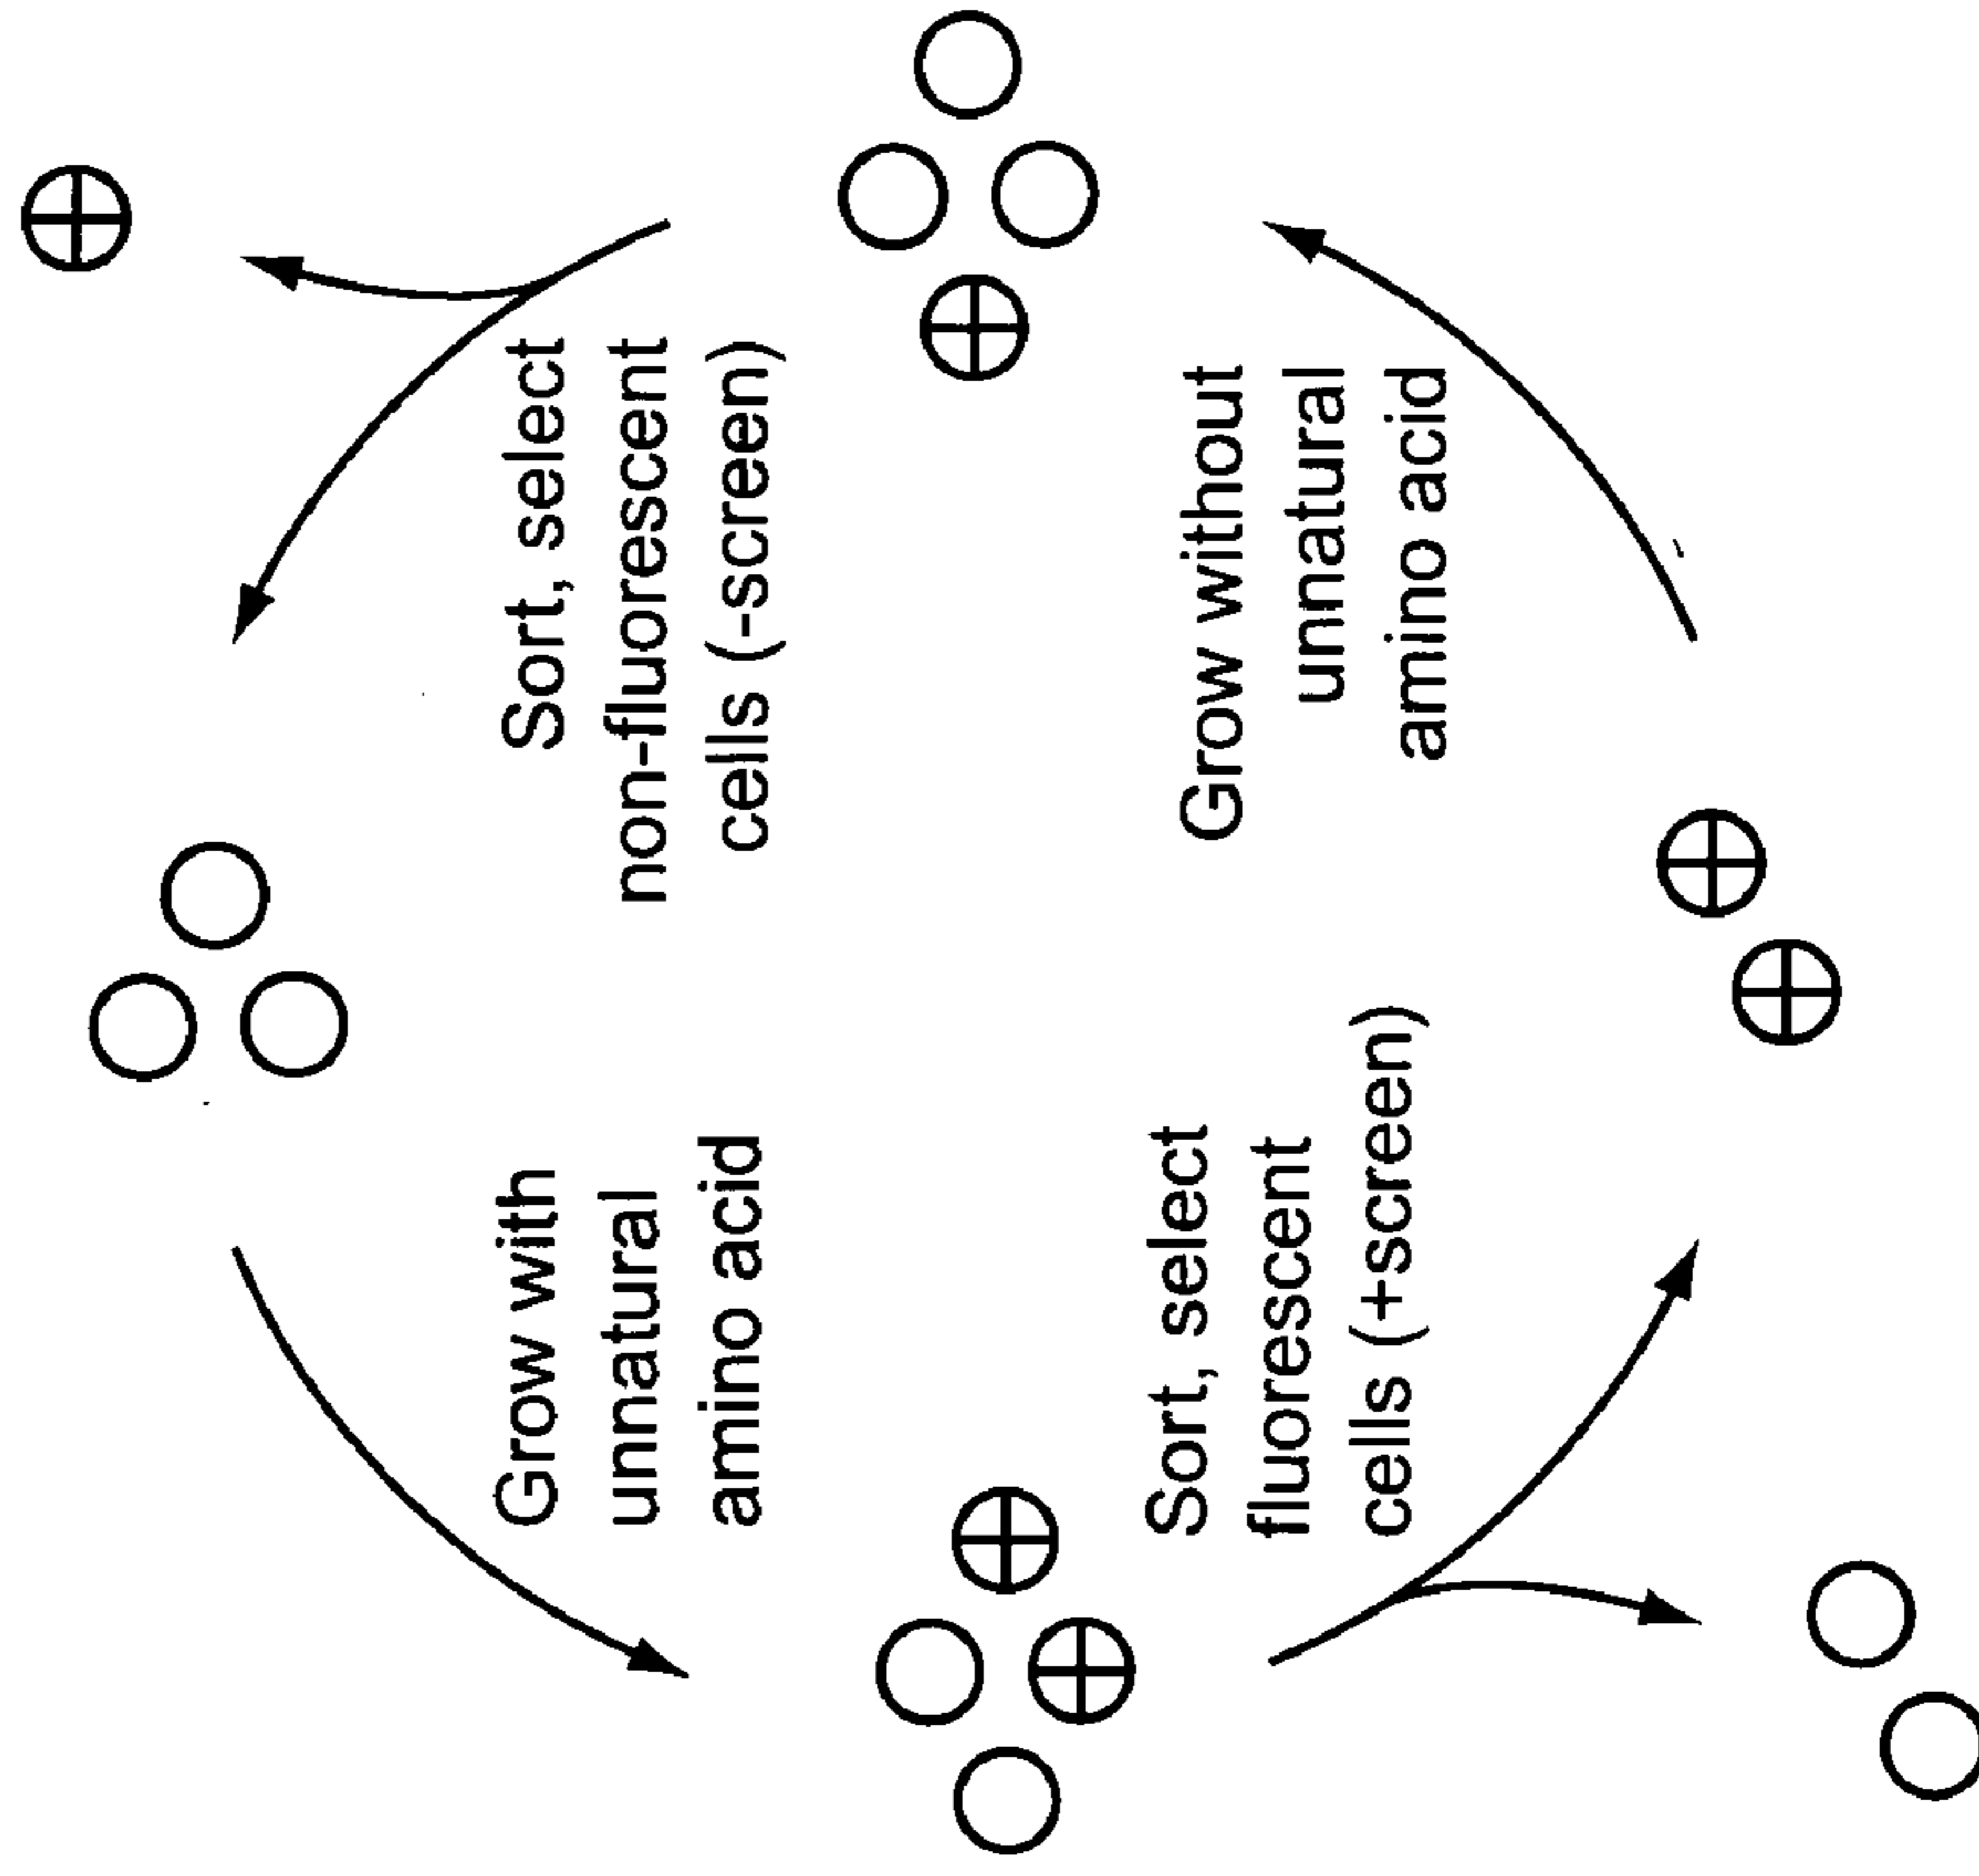 Grow with
unnatural
amino acid
Sort, select
non-fluorescent
cells (-screen)
Sort, select
fluorescent
cells (+screen)
Grow without
unnatural
amino acid